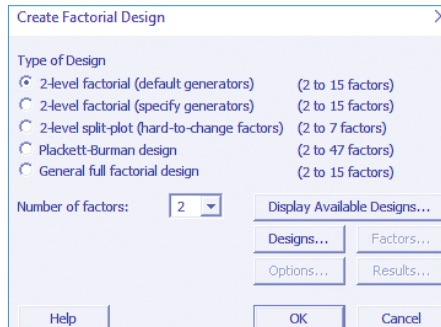 Create Factorial Design
Type of Design
2-level factorial (default generators) (2 to 15 factors)
2-level factorial (specify generators) (2 to 15 factors)
2-level split-plot (hard-to-change factors) (2 to 7 factors)
Plackett-Burman design (2 to 47 factors)
General full factorial design (2 to 15 factors)
Number of factors: 2 Display Available Designs...
Designs... Factors...
Options... Results...
Help OK Cancel